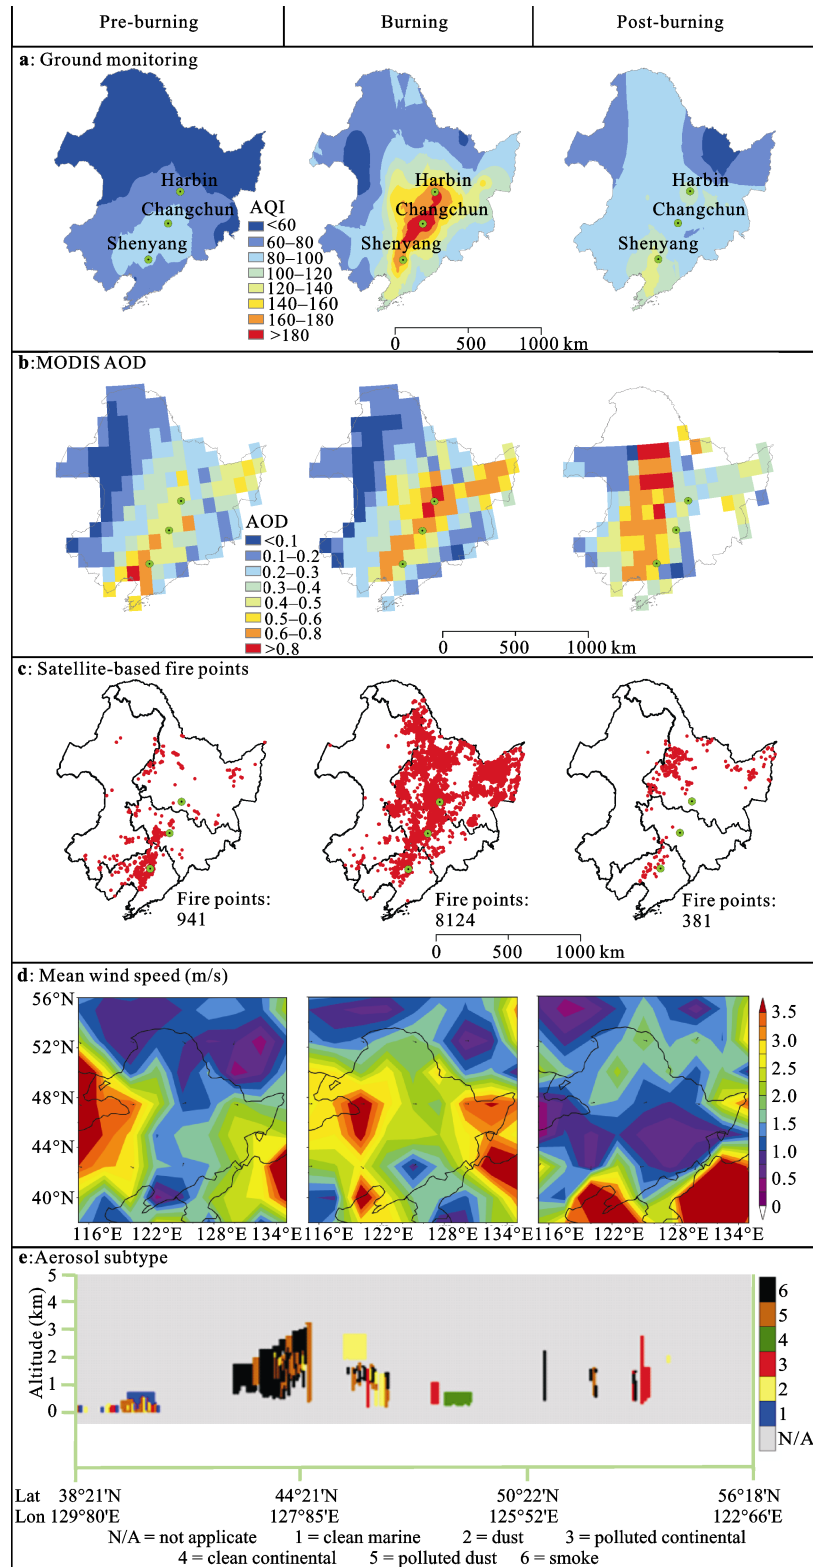 Pre-burning Burning Post-burning
a: Ground monitoring
Harbin Harbin Harbin
Changchun Changchun Changchun
Shenyang Shenyang Shenyang
AQI
<60
60–80
80–100
100–120
120–140
140–160
160–180
>180
0 500 1000 km
b:MODIS AOD
AOD
<0.1
0.1–0.2
0.2–0.3
0.3–0.4
0.4–0.5
0.5–0.6
0.6–0.8
>0.8
0 500 1000 km
c: Satellite-based fire points
Fire points: Fire points: Fire points:
941 8124 381
0 500 1000 km
d: Mean wind speed (m/s)
56°N
52°N
48°N
44°N
40°N
3.5
3.0
2.5
2.0
1.5
1.0
0.5
0
116°E 122°E 128°E 134°E 116°E 122°E 128°E 134°E 116°E 122°E 128°E 134°E
e:Aerosol subtype
Altitude (km)
5
4
3
2
1
0
6
5
4
3
2
1
N/A
Lat 38°21'N 44°21'N 50°22'N 56°18'N
Lon 129°80'E 127°85'E 125°52'E 122°66'E
N/A = not applicate 1 = clean marine 2 = dust 3 = polluted continental
4 = clean continental 5 = polluted dust 6 = smoke